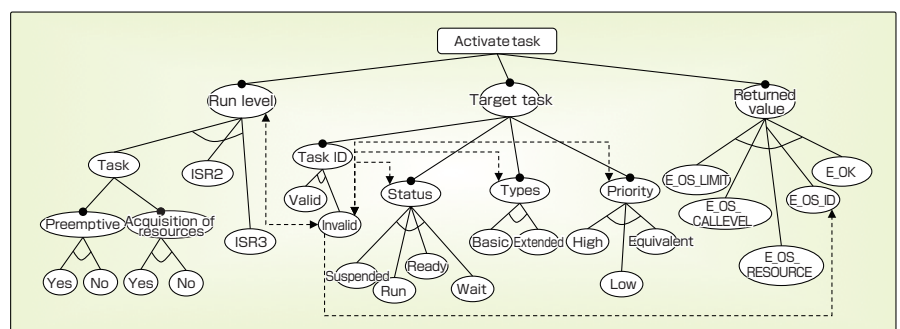 Activate task
Run level
Target task
Returned
value
Task
ISR2
ISR3
Preemptive
Acquisition of
resources
Yes
No
Yes
No
Task ID
Valid
Invalid
Status
Suspended
Run
Ready
Wait
Types
Basic
Extended
Priority
High
Low
Equivalent
E_OS_LIMIT
E_OS_
CALLEVEL
E_OS_
RESOURCE
E_OS_ID
E_OK